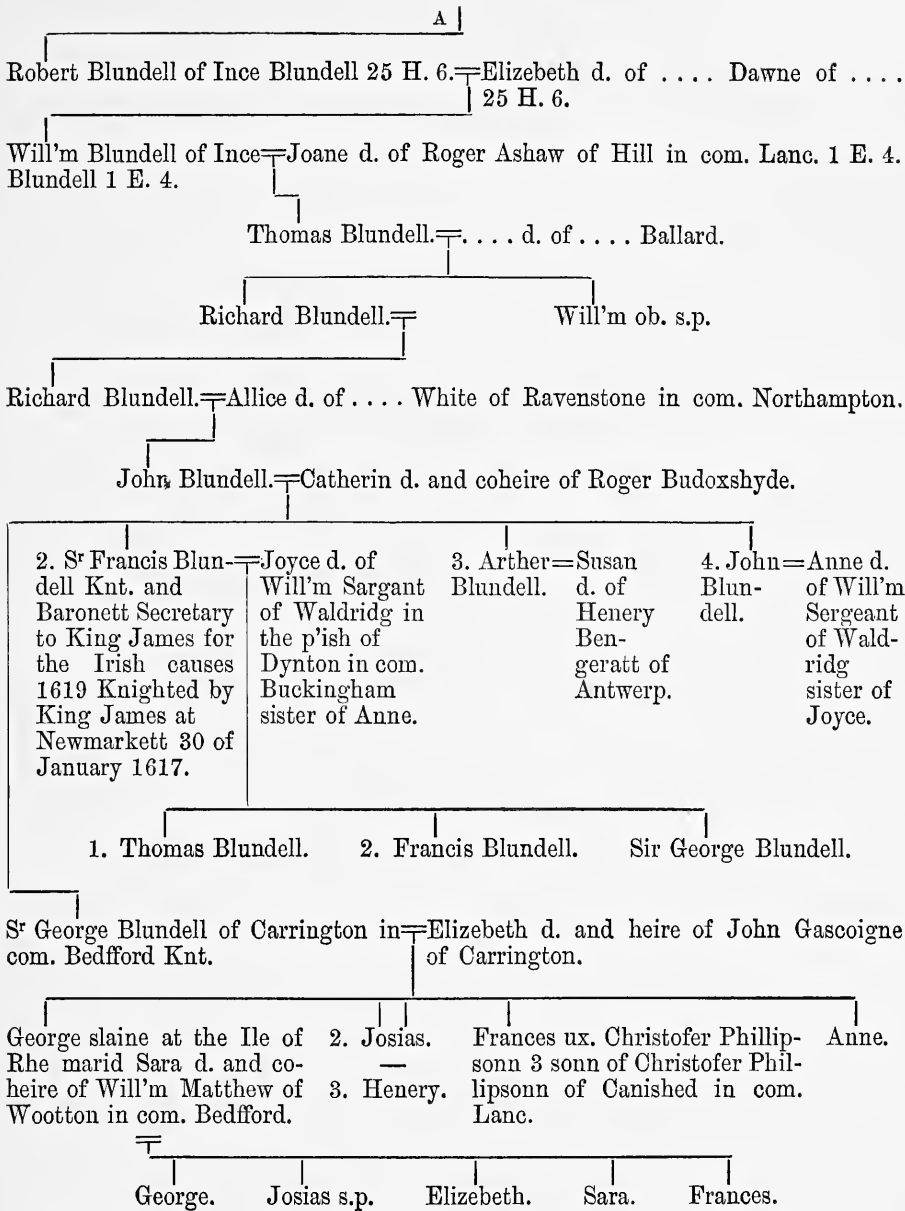 A
Robert Blundell of Ince Blundell 25 H. 6.=Elizebeth d. of .... Dawne of ....
25 H. 6.
Will'm Blundell of Ince=Joane d. of Roger Ashaw of Hill in com. Lanc. 1 E. 4.
Blundell 1 E. 4.
Thomas Blundell.=.... d. of .... Ballard.
Richard Blundell.=
Will'm ob. s.p.
Richard Blundell.=Allice d. of .... White of Ravenstone in com. Northampton.
John Blundell.=Catherin d. and coheire of Roger Budoxshyde.
2. Sʳ Francis Blun-
dell Knt. and
Baronett Secretary
to King James for
the Irish causes
1619 Knighted by
King James at
Newmarkett 30 of
January 1617.
=Joyce d. of
Will'm Sargant
of Waldridg in
the p'ish of
Dynton in com.
Buckingham
sister of Anne.
3. Arther=
Blundell.
Susan
d. of
Henery
Ben-
geratt of
Antwerp.
4. John=
Blun-
dell.
Anne d.
of Will'm
Sergeant
of Wald-
ridg
sister of
Joyce.
1. Thomas Blundell.
2. Francis Blundell.
Sir George Blundell.
Sʳ George Blundell of Carrington in=Elizebeth d. and heire of John Gascoigne
com. Bedfford Knt.
of Carrington.
George slaine at the Ile of
Rhe marid Sara d. and co-
heire of Will'm Matthew of
Wootton in com. Bedfford.
=
2. Josias.
—
3. Henery.
Frances ux. Christofer Phillip-
sonn 3 sonn of Christofer Phil-
lipsonn of Canished in com.
Lanc.
Anne.
George.
Josias s.p.
Elizebeth.
Sara.
Frances.